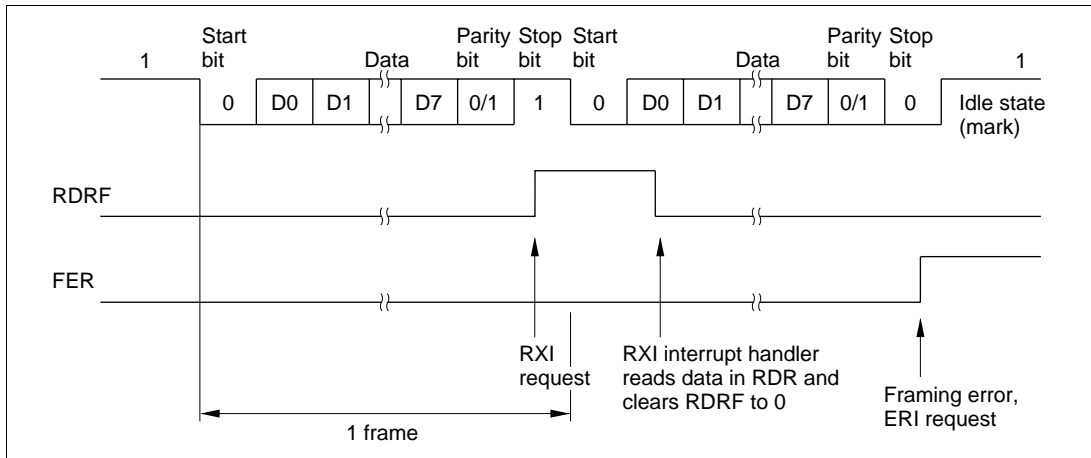 Start Parity Stop Start Parity Stop
1 bit Data bit bit bit Data bit bit 1
0 D0 D1 D7 0/1 1 0 D0 D1 D7 0/1 0 Idle state
(mark)
RDRF
FER
RXI
request
RXI interrupt handler
reads data in RDR and
clears RDRF to 0
Framing error,
ERI request
1 frame